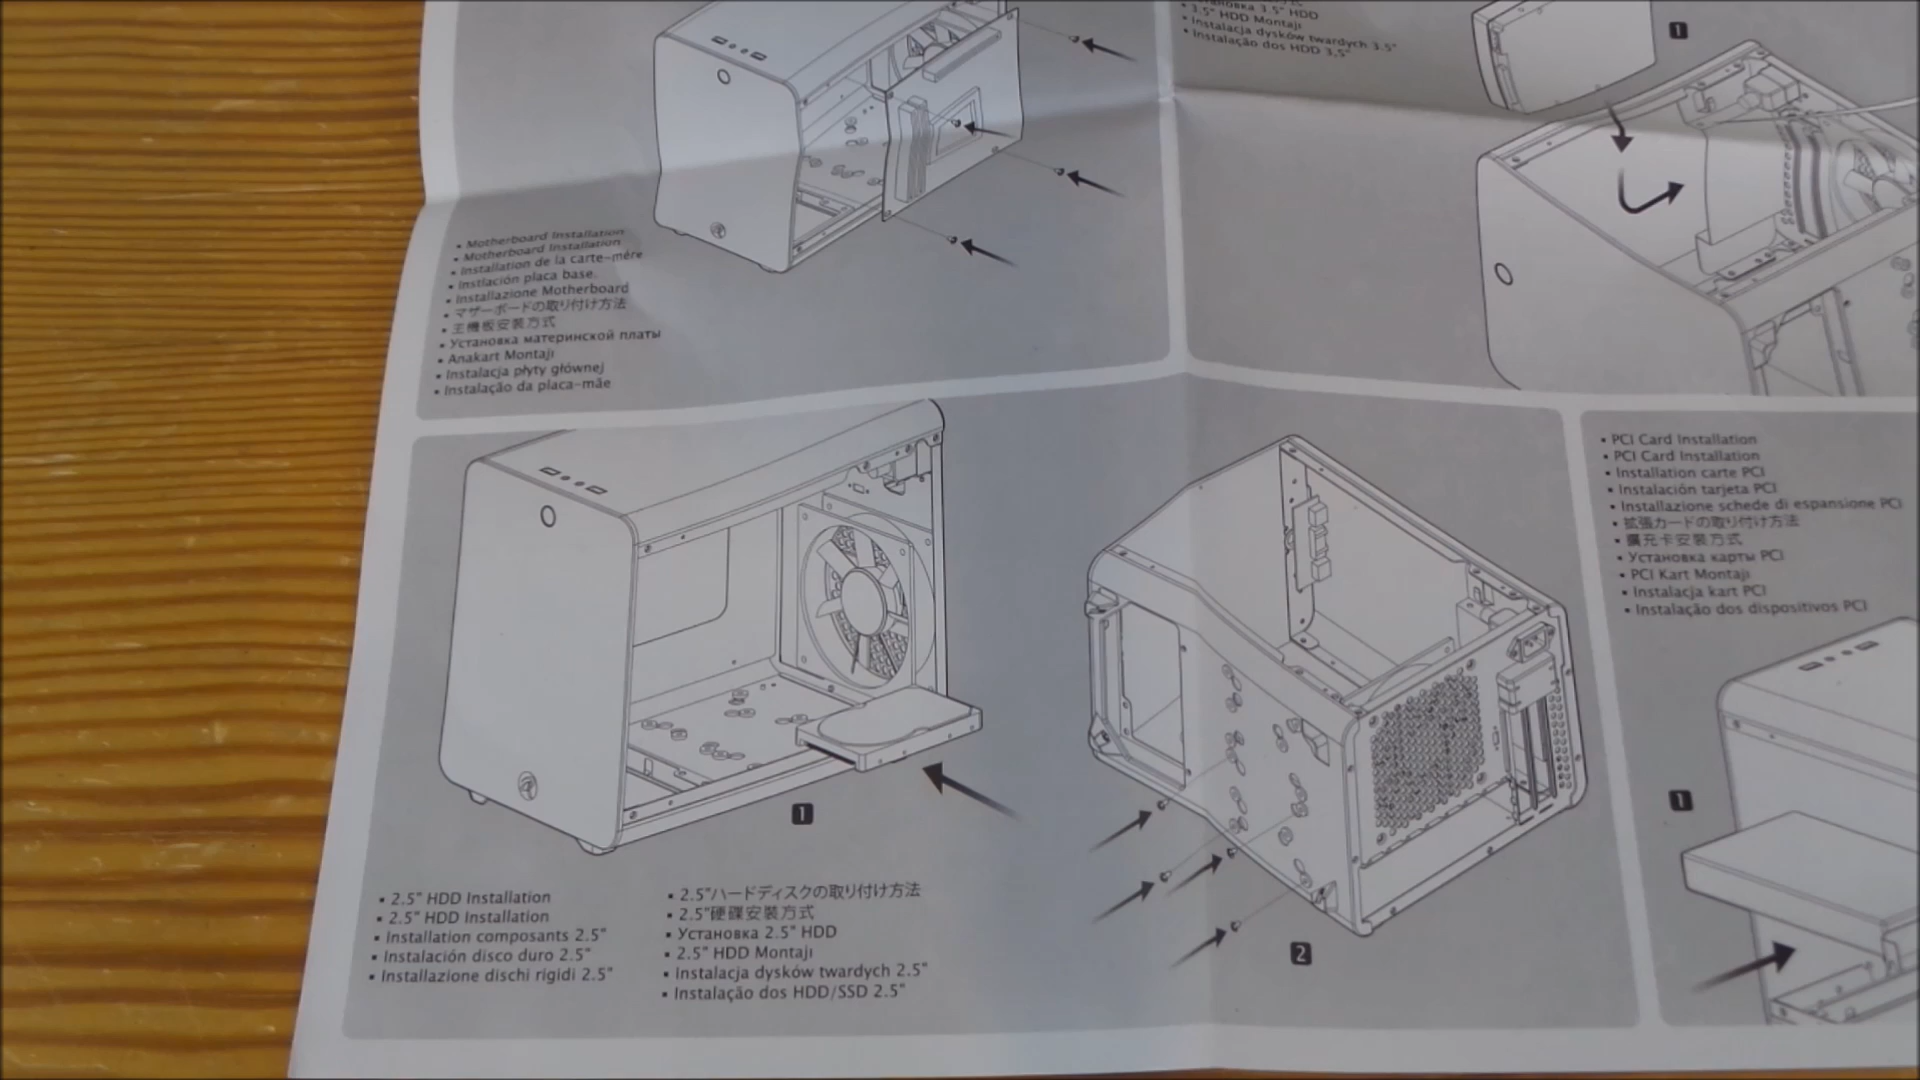 • Motherboard Installation
• Motherboard Installation
• Installation de la carte-mère
• Instlación placa base.
• Installazione Motherboard
• マザーボードの取り付け方法
• 主機板安裝方式
• Установка материнской платы
• Anakart Montajı
• Instalacja płyty głównej
• Instalação da placa-mãe
Установка 3.5" HDD
• 3.5" HDD Montajı
• Instalacja dysków twardych 3.5"
• Instalação dos HDD 3,5"
1
1
• 2.5" HDD Installation
• 2.5" HDD Installation
• Installation composants 2.5"
• Instalación disco duro 2.5"
• Installazione dischi rigidi 2.5"
• 2.5"ハードディスクの取り付け方法
• 2.5"硬碟安裝方式
• Установка 2.5" HDD
• 2.5" HDD Montajı
• Instalacja dysków twardych 2.5"
• Instalação dos HDD/SSD 2.5"
2
• PCI Card Installation
• PCI Card Installation
• Installation carte PCI
• Instalación tarjeta PCI
• Installazione schede di espansione PCI
• 拡張カードの取り付け方法
• 擴充卡安裝方式
• Установка карты PCI
• PCI Kart Montajı
• Instalacja kart PCI
• Instalação dos dispositivos PCI
1